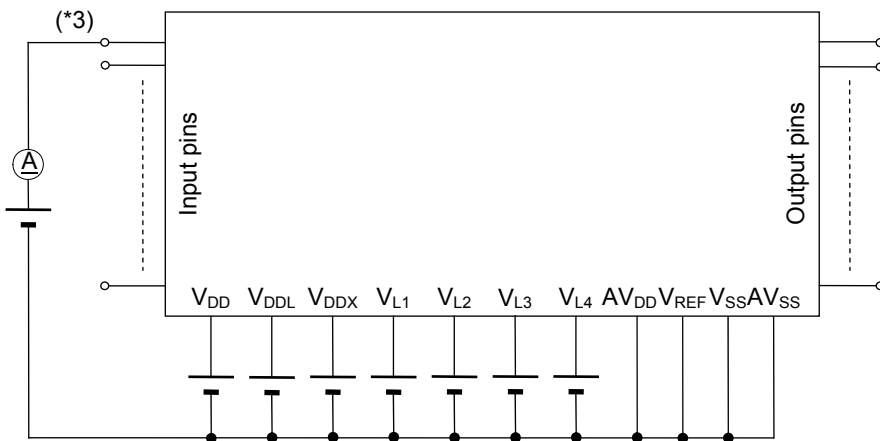 (*3)
A
Input pins
Output pins
VDD VDDL VDDX VL1 VL2 VL3 VL4 AVDD VREF VSS AVSS